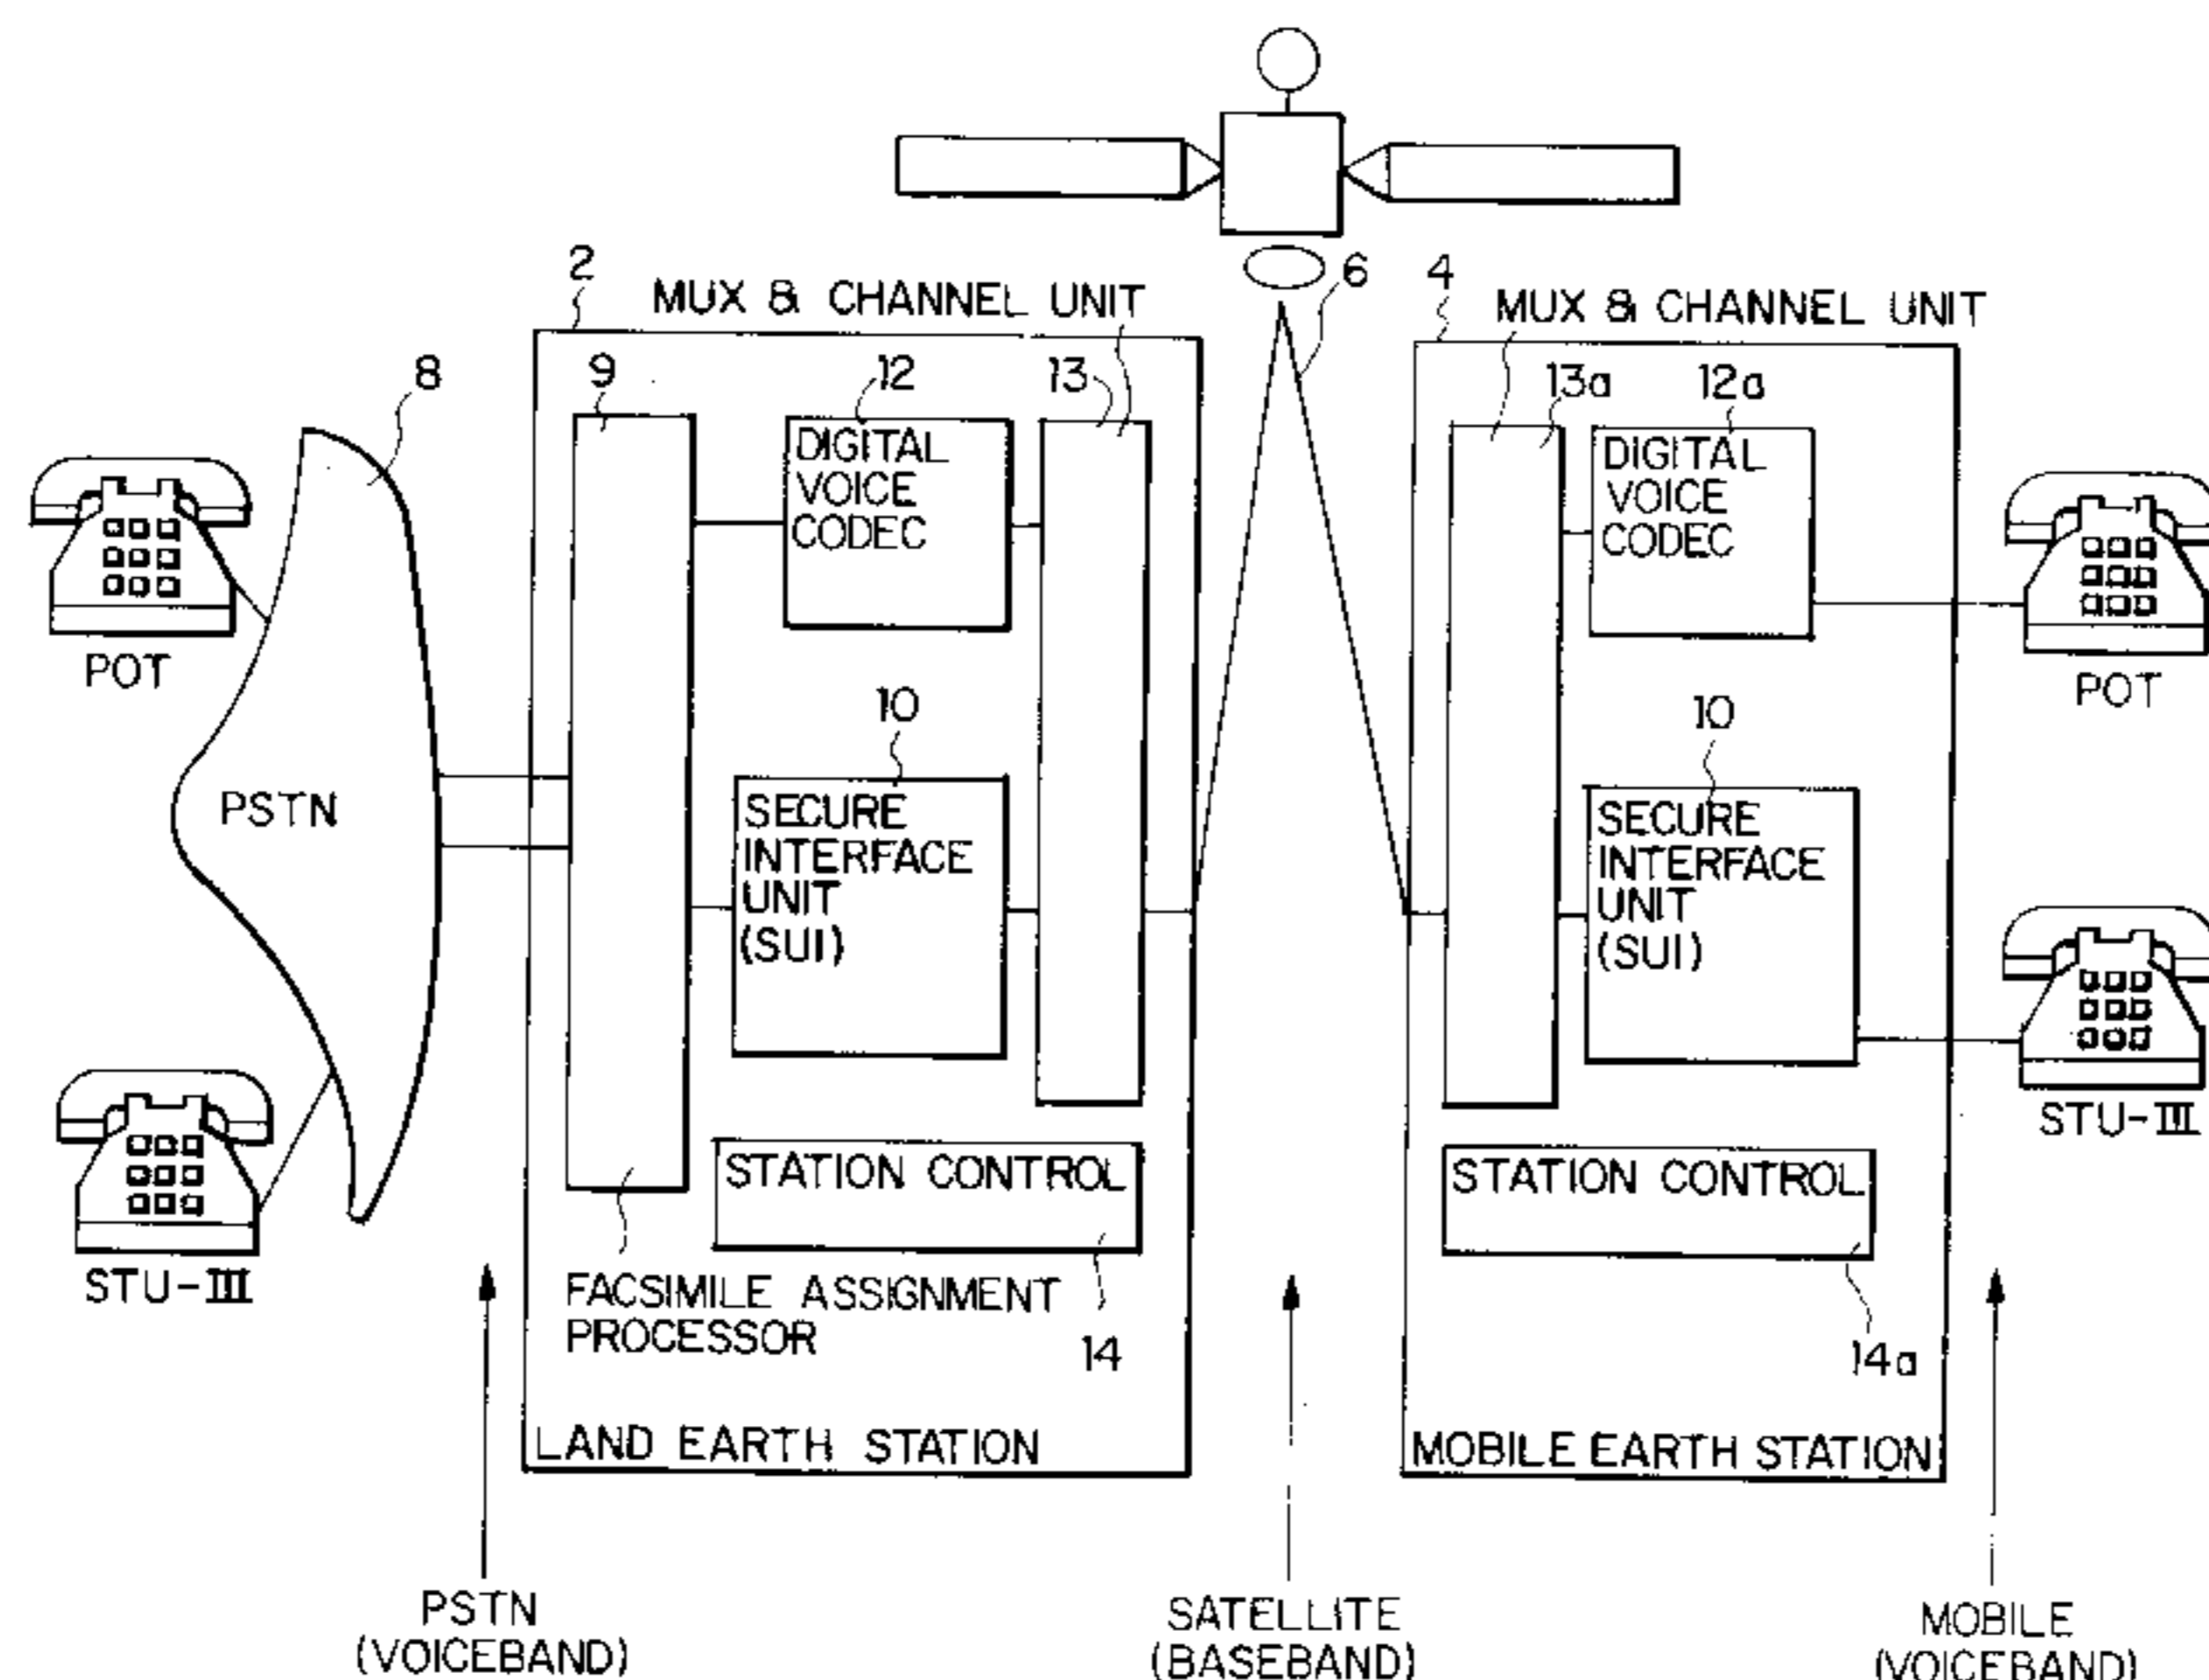 2
MUX & CHANNEL UNIT
6
4
MUX & CHANNEL UNIT
8
9
12
13
13a
12a
DIGITAL
VOICE
CODEC
DIGITAL
VOICE
CODEC
POT
POT
10
10
PSTN
SECURE
INTERFACE
UNIT
(SUI)
SECURE
INTERFACE
UNIT
(SUI)
STU-III
STU-III
STATION CONTROL
STATION CONTROL
FACSIMILE ASSIGNMENT
PROCESSOR
14
14a
LAND EARTH STATION
MOBILE EARTH STATION
PSTN
(VOICEBAND)
SATELLITE
(BASEBAND)
MOBILE
(VOICEBAND)